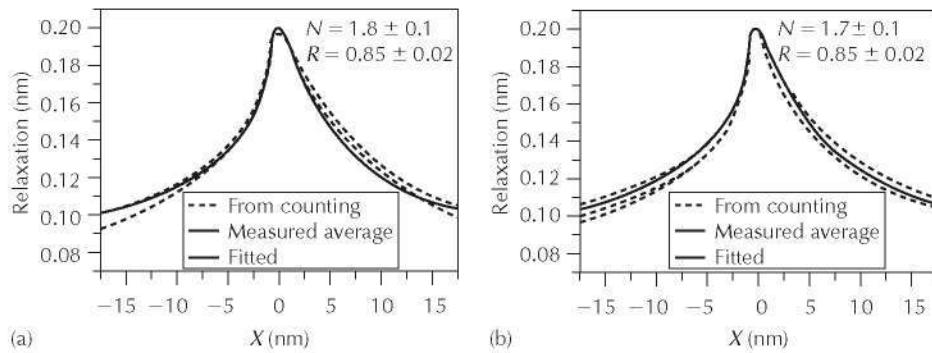 0.20
0.18
0.16
0.14
0.12
0.10
0.08
Relaxation (nm)
N = 1.8 ± 0.1
R = 0.85 ± 0.02
From counting
Measured average
Fitted
−15 −10 −5 0 5 10 15
X (nm)
(a)
0.20
0.18
0.16
0.14
0.12
0.10
0.08
Relaxation (nm)
N = 1.7± 0.1
R = 0.85 ± 0.02
From counting
Measured average
Fitted
−15 −10 −5 0 5 10 15
X (nm)
(b)